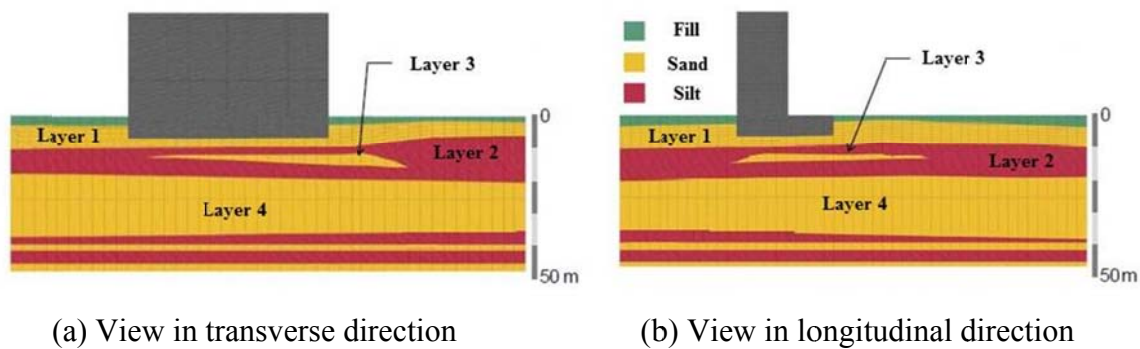 Layer 3
0
Layer 1
Layer 2
Layer 4
50 m
(a) View in transverse direction
Fill
Sand
Silt
Layer 3
0
Layer 1
Layer 2
Layer 4
50m
(b) View in longitudinal direction